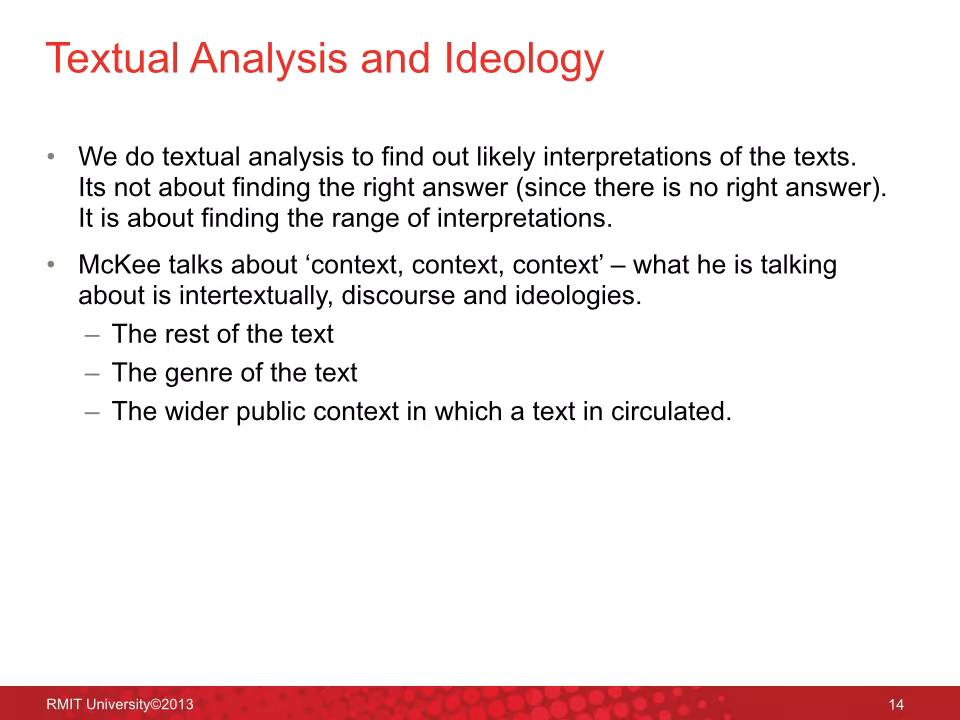 Textual Analysis and Ideology
• We do textual analysis to find out likely interpretations of the texts.
Its not about finding the right answer (since there is no right answer).
It is about finding the range of interpretations.
• McKee talks about ‘context, context, context’ – what he is talking
about is intertextually, discourse and ideologies.
– The rest of the text
– The genre of the text
– The wider public context in which a text in circulated.
RMIT University©2013
14